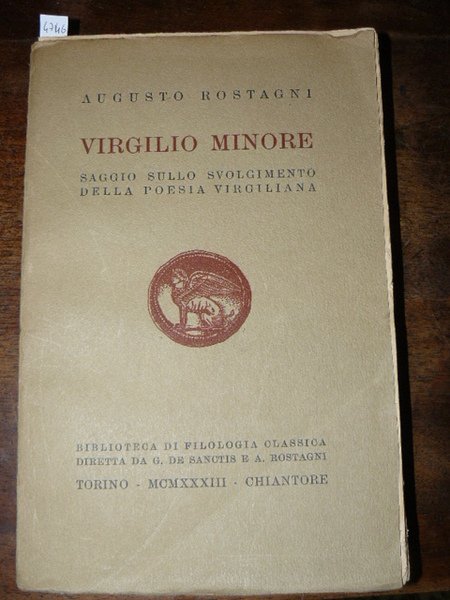 4746
AUGUSTO ROSTAGNI
VIRGILIO MINORE
SAGGIO SULLO SVOLGIMENTO
DELLA POESIA VIRGILIANA
BIBLIOTECA DI FILOLOGIA CLASSICA
DIRETTA DA G. DE SANCTIS E A. ROSTAGNI
TORINO - MCMXXXIII - CHIANTORE